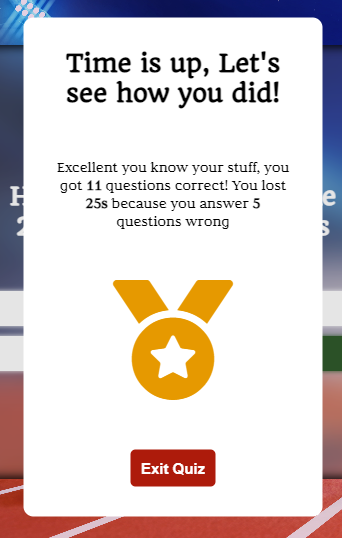 Time is up, Let's
see how you did!
Excellent you know your stuff, you
got 11 questions correct! You lost
25s because you answer 5
questions wrong
Exit Quiz